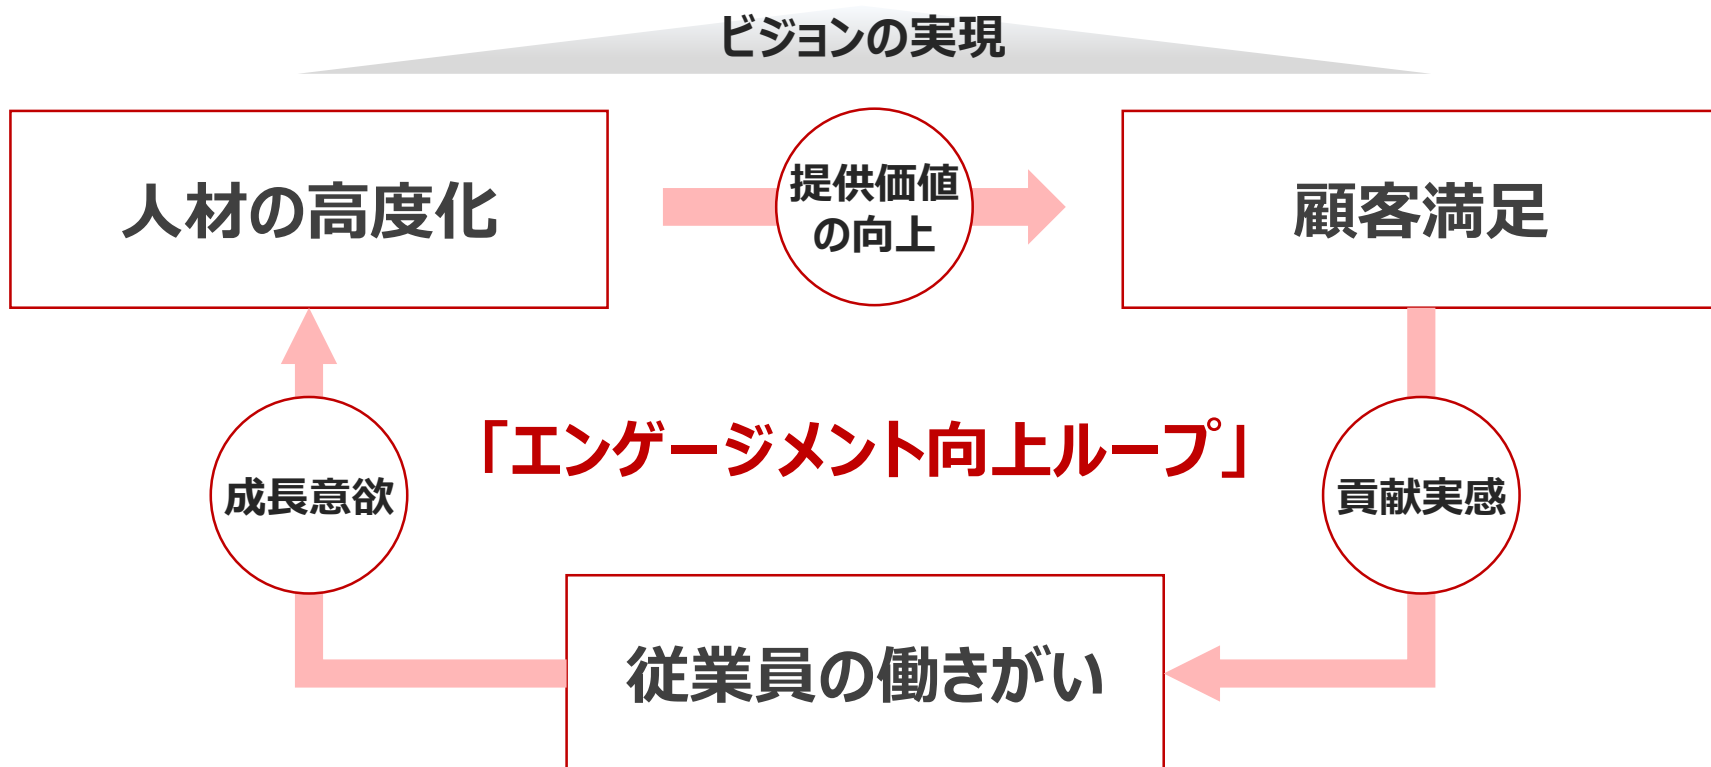 ビジョンの実現
人材の高度化
提供価値
の向上
顧客満足
「エンゲージメント向上ループ」
成長意欲
貢献実感
従業員の働きがい